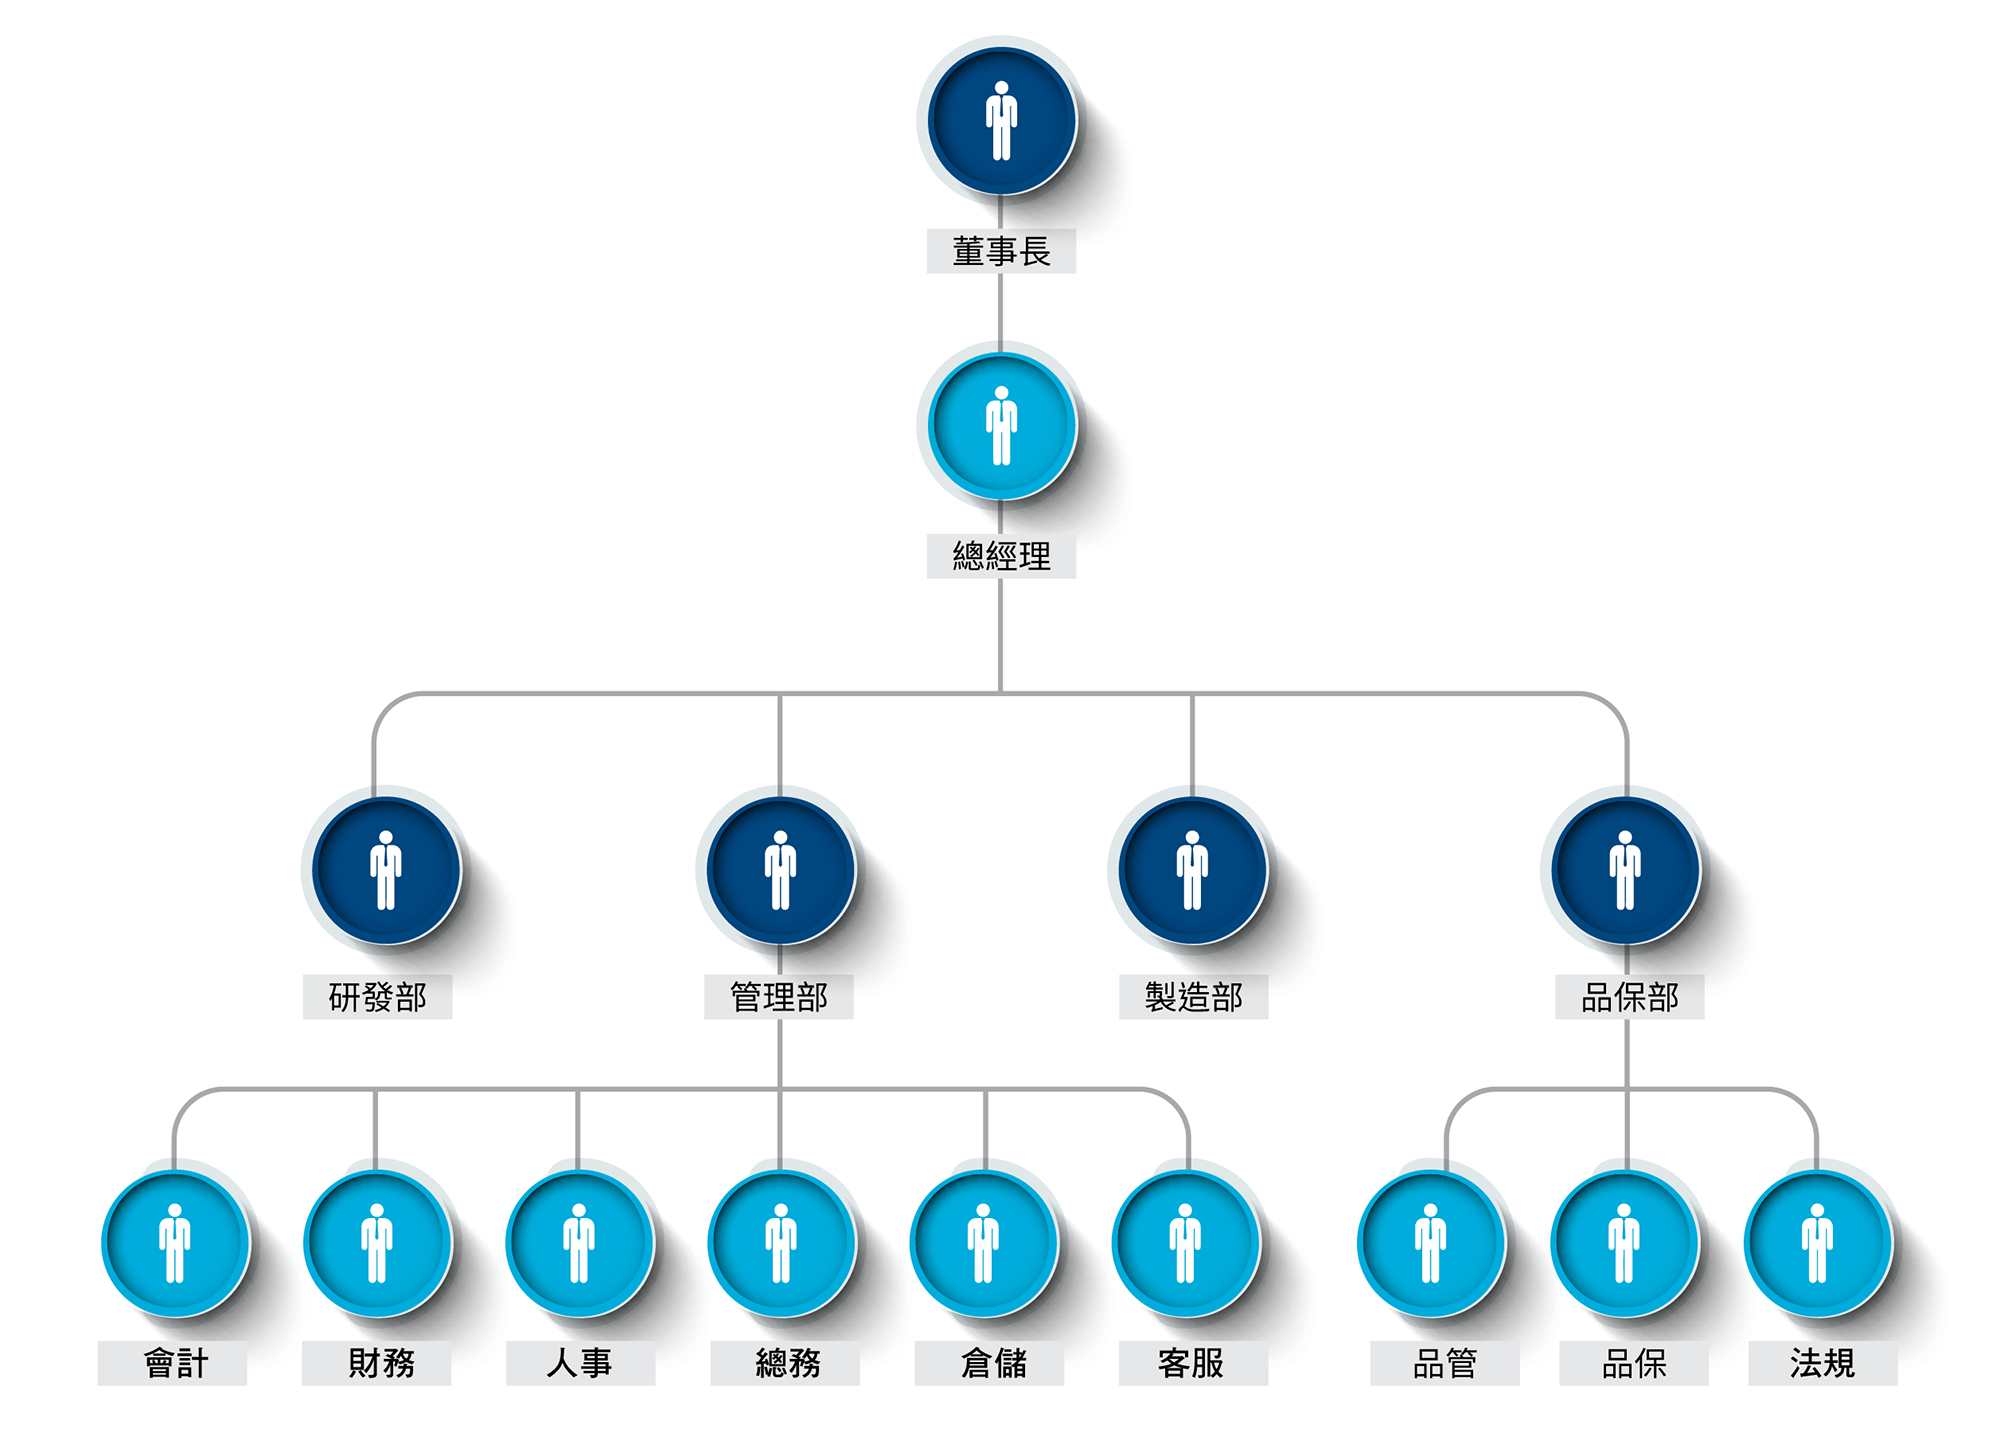 董事長
總經理
研發部
管理部
製造部
品保部
會計
財務
人事
總務
倉儲
客服
品管
品保
法規